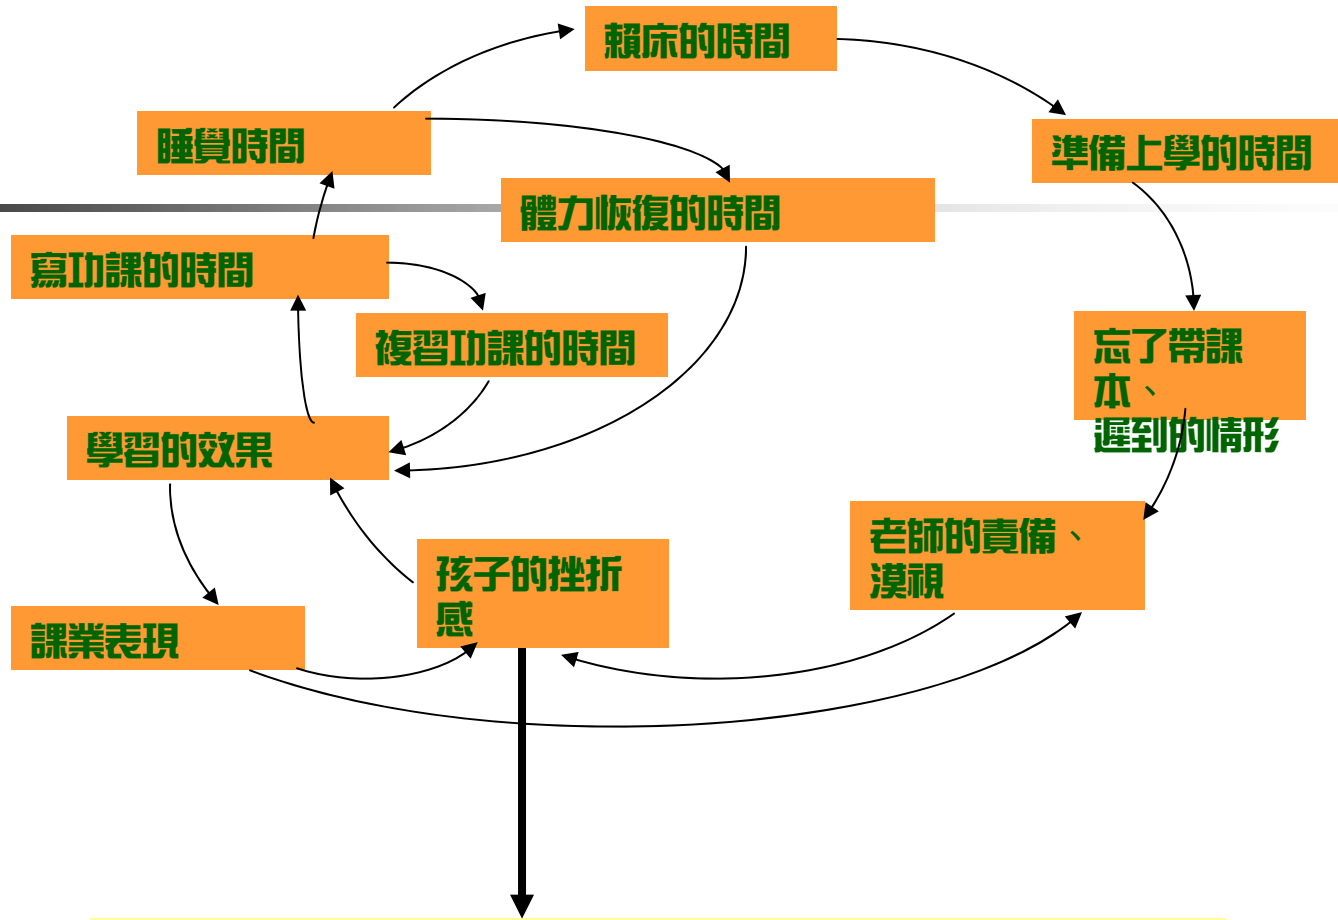 賴床的時間
睡覺時間
準備上學的時間
體力恢復的時間
寫功課的時間
複習功課的時間
忘了帶課
本、
遲到的情形
學習的效果
老師的責備、
漠視
孩子的挫折
感
課業表現